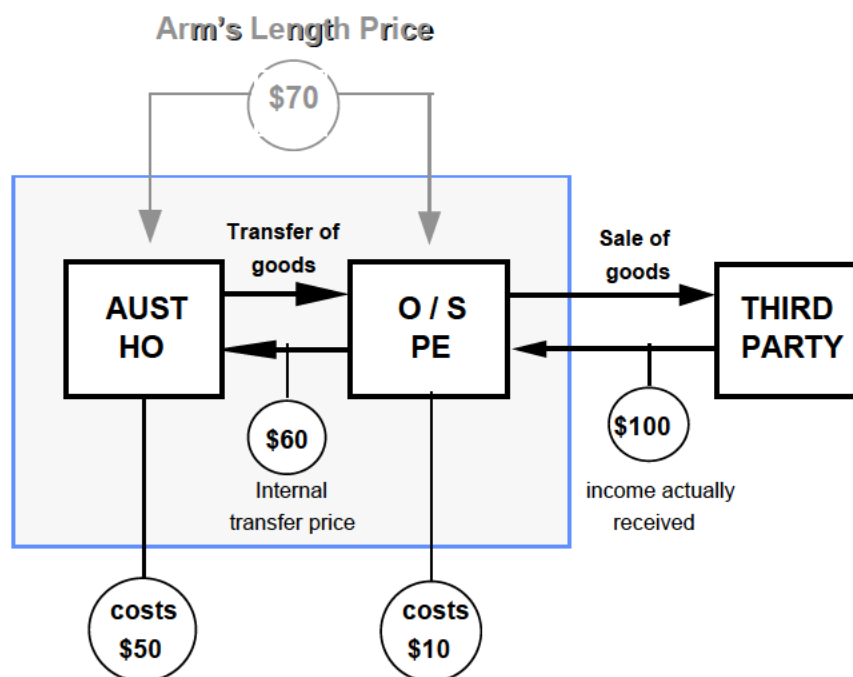 Arm's Length Price
$70
Transfer of
goods
Sale of
goods
AUST
HO
O / S
PE
THIRD
PARTY
$60
$100
Internal
transfer price
income actually
received
costs
$50
costs
$10